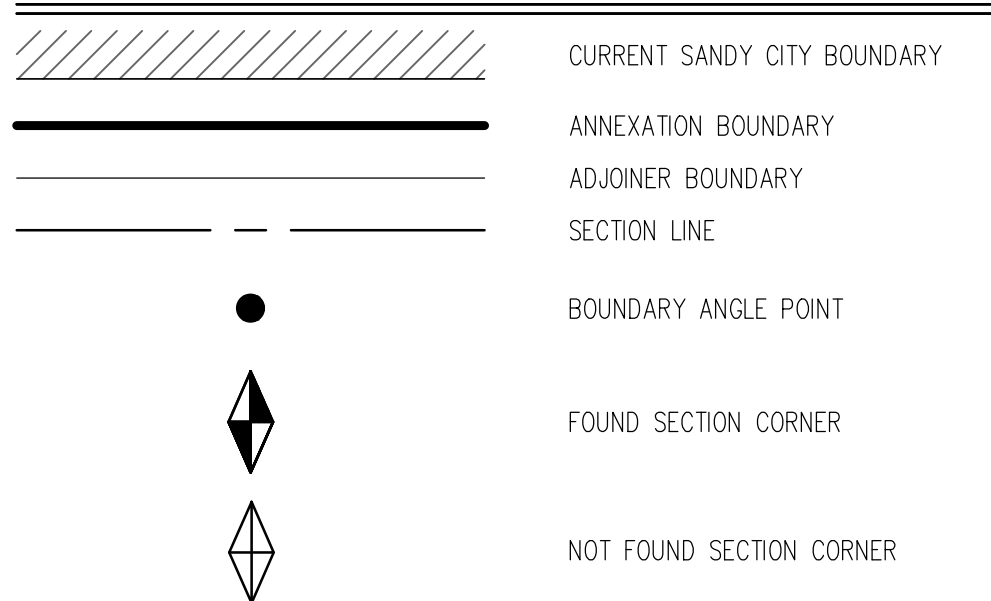 CURRENT SANDY CITY BOUNDARY
ANNEXATION BOUNDARY
ADJOINER BOUNDARY
SECTION LINE
BOUNDARY ANGLE POINT
FOUND SECTION CORNER
NOT FOUND SECTION CORNER